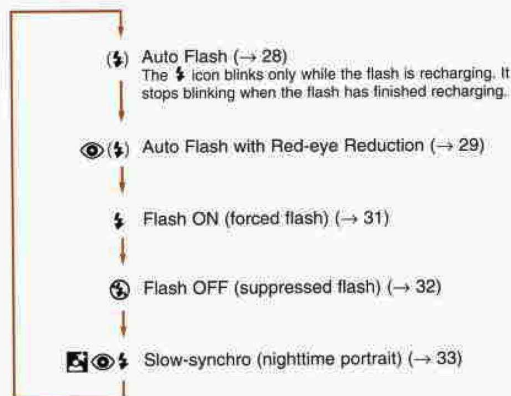 (⚡) Auto Flash (→ 28)
The ⚡ icon blinks only while the flash is recharging. It
stops blinking when the flash has finished recharging.
(⚡) Auto Flash with Red-eye Reduction (→ 29)
⚡ Flash ON (forced flash) (→ 31)
Flash OFF (suppressed flash) (→ 32)
⚡ Slow-synchro (nighttime portrait) (→ 33)